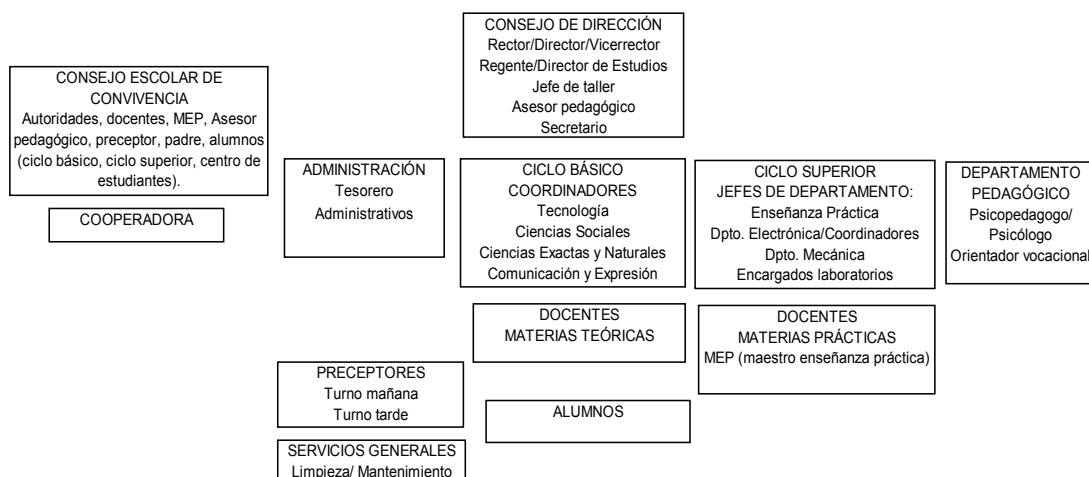 CONSEJO DE DIRECCIÓN
Rector/Director/Vicerrector
Regente/Director de Estudios
Jefe de taller
Asesor pedagógico
Secretario
CONSEJO ESCOLAR DE
CONVIVENCIA
Autoridades, docentes, MEP, Asesor
pedagógico, preceptor, padre, alumnos
(ciclo básico, ciclo superior, centro de
estudiantes).
COOPERADORA
ADMINISTRACIÓN
Tesorero
Administrativos
CICLO BÁSICO
COORDINADORES
Tecnología
Ciencias Sociales
Ciencias Exactas y Naturales
Comunicación y Expresión
CICLO SUPERIOR
JEFES DE DEPARTAMENTO:
Enseñanza Práctica
Dpto. Electrónica/Coordinadores
Dpto. Mecánica
Encargados laboratorios
DEPARTAMENTO
PEDAGÓGICO
Psicopedagogo/
Psicólogo
Orientador vocacional
DOCENTES
MATERIAS TEÓRICAS
DOCENTES
MATERIAS PRÁCTICAS
MEP (maestro enseñanza práctica)
PRECEPTORES
Turno mañana
Turno tarde
ALUMNOS
SERVICIOS GENERALES
Limpieza/ Mantenimiento